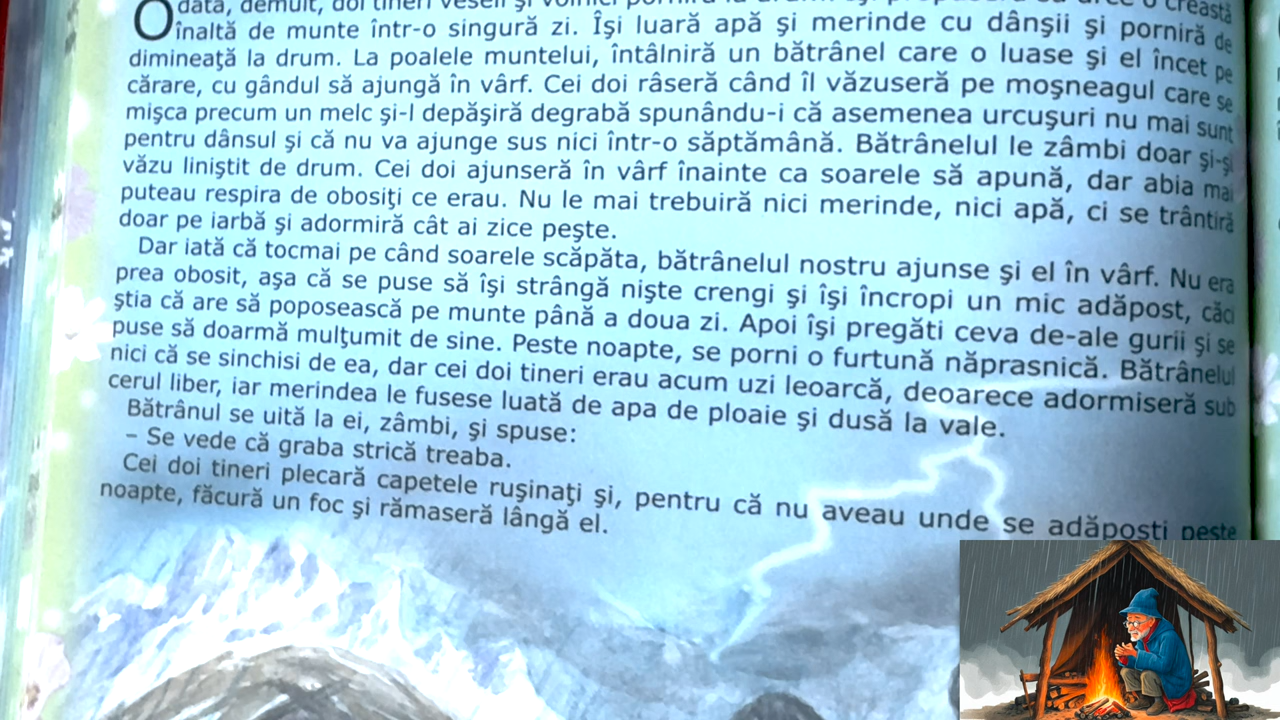 Odată, demult, doi tineri veseli şi voinici porniră la drum. Îşi propuseră să urce o creastă
înaltă de munte într-o singură zi. Îşi luară apă şi merinde cu dânşii şi porniră de
dimineaţă la drum. La poalele muntelui, întâlniră un bătrânel care o luase şi el încet pe
cărare, cu gândul să ajungă în vârf. Cei doi râseră când îl văzuseră pe moşneagul care se
mişca precum un melc şi-l depăşiră degrabă spunându-i că asemenea urcuşuri nu mai sunt
pentru dânsul şi că nu va ajunge sus nici într-o săptămână. Bătrânelul le zâmbi doar şi-şi
văzu liniştit de drum. Cei doi ajunseră în vârf înainte ca soarele să apună, dar abia mai
puteau respira de obosiţi ce erau. Nu le mai trebuiră nici merinde, nici apă, ci se trântiră
doar pe iarbă şi adormiră cât ai zice peşte.
Dar iată că tocmai pe când soarele scăpăta, bătrânelul nostru ajunse şi el în vârf. Nu era
prea obosit, aşa că se puse să îşi strângă nişte crengi şi îşi încropi un mic adăpost, căci
ştia că are să poposească pe munte până a doua zi. Apoi îşi pregăti ceva de-ale gurii şi se
puse să doarmă mulţumit de sine. Peste noapte, se porni o furtună năprasnică. Bătrânelul
nici că se sinchisi de ea, dar cei doi tineri erau acum uzi leoarcă, deoarece adormiseră sub
cerul liber, iar merindea le fusese luată de apa de ploaie şi dusă la vale.
Bătrânul se uită la ei, zâmbi, şi spuse:
– Se vede că graba strică treaba.
Cei doi tineri plecară capetele ruşinaţi şi, pentru că nu aveau unde se adăposti peste
noapte, făcură un foc şi rămaseră lângă el.